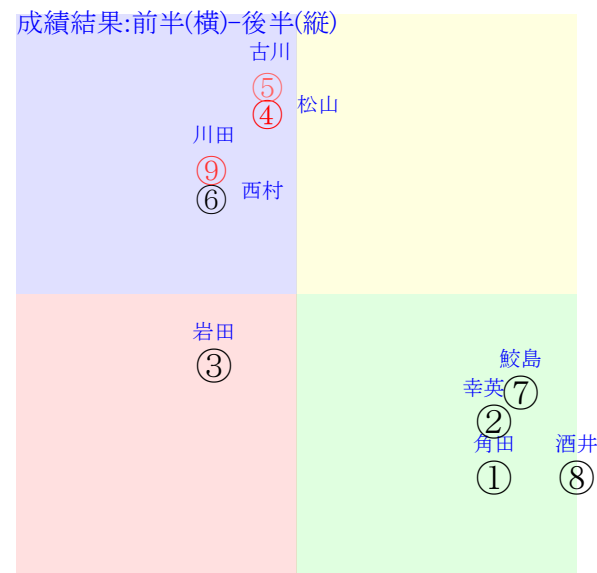 成績結果:前半(横)-後半(縦)
古川
⑤
④ 松山
川田
⑨
⑥ 西村
岩田
③
鮫島
⑦
幸英
②
角田
①
酒井
⑧